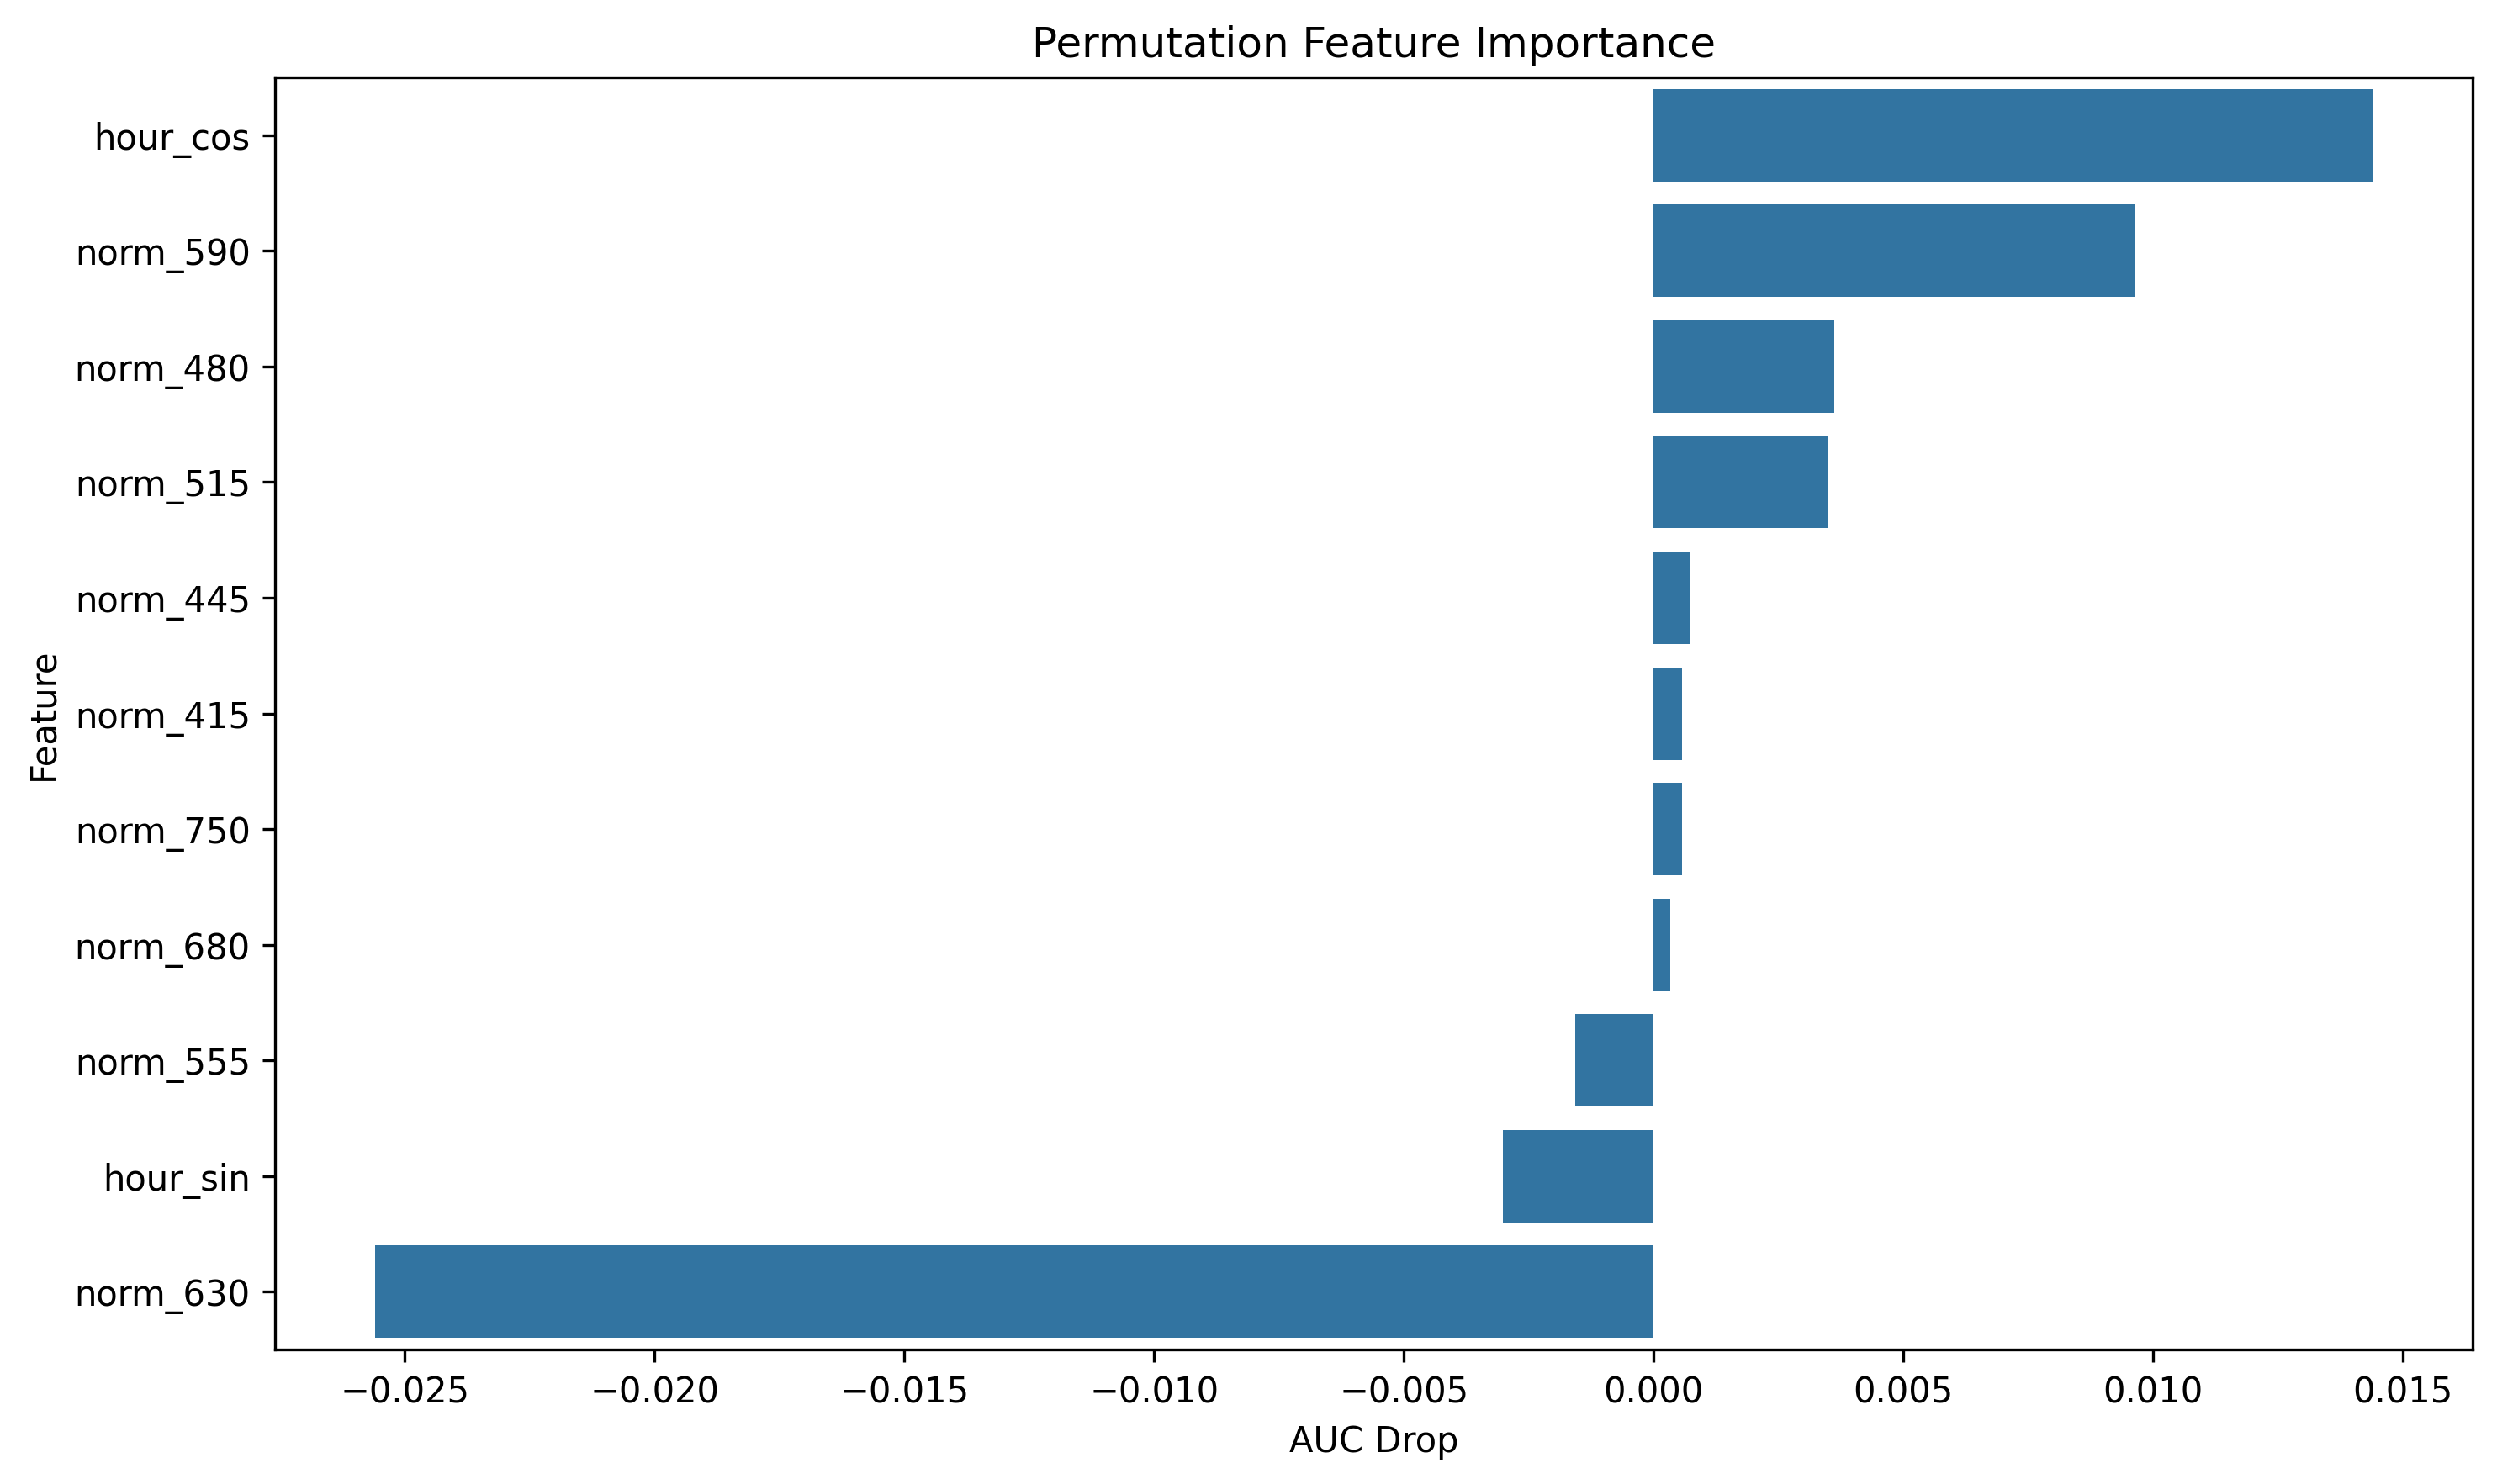 Permutation Feature Importance
hour_cos
norm_590
norm_480
norm_515
norm_445
norm_415
norm_750
norm_680
norm_555
hour_sin
norm_630
Feature
−0.025 −0.020 −0.015 −0.010 −0.005 0.000 0.005 0.010 0.015
AUC Drop